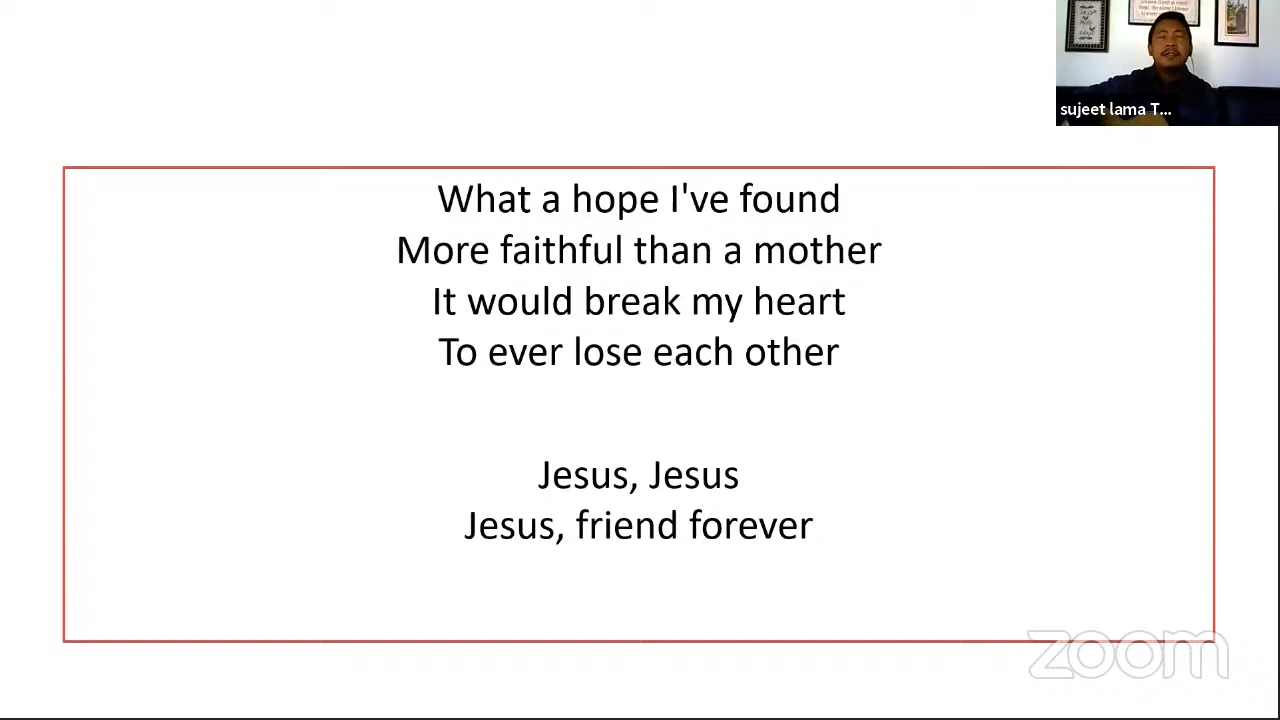 sujeet lama T...
What a hope I've found
More faithful than a mother
It would break my heart
To ever lose each other
Jesus, Jesus
Jesus, friend forever
zoom